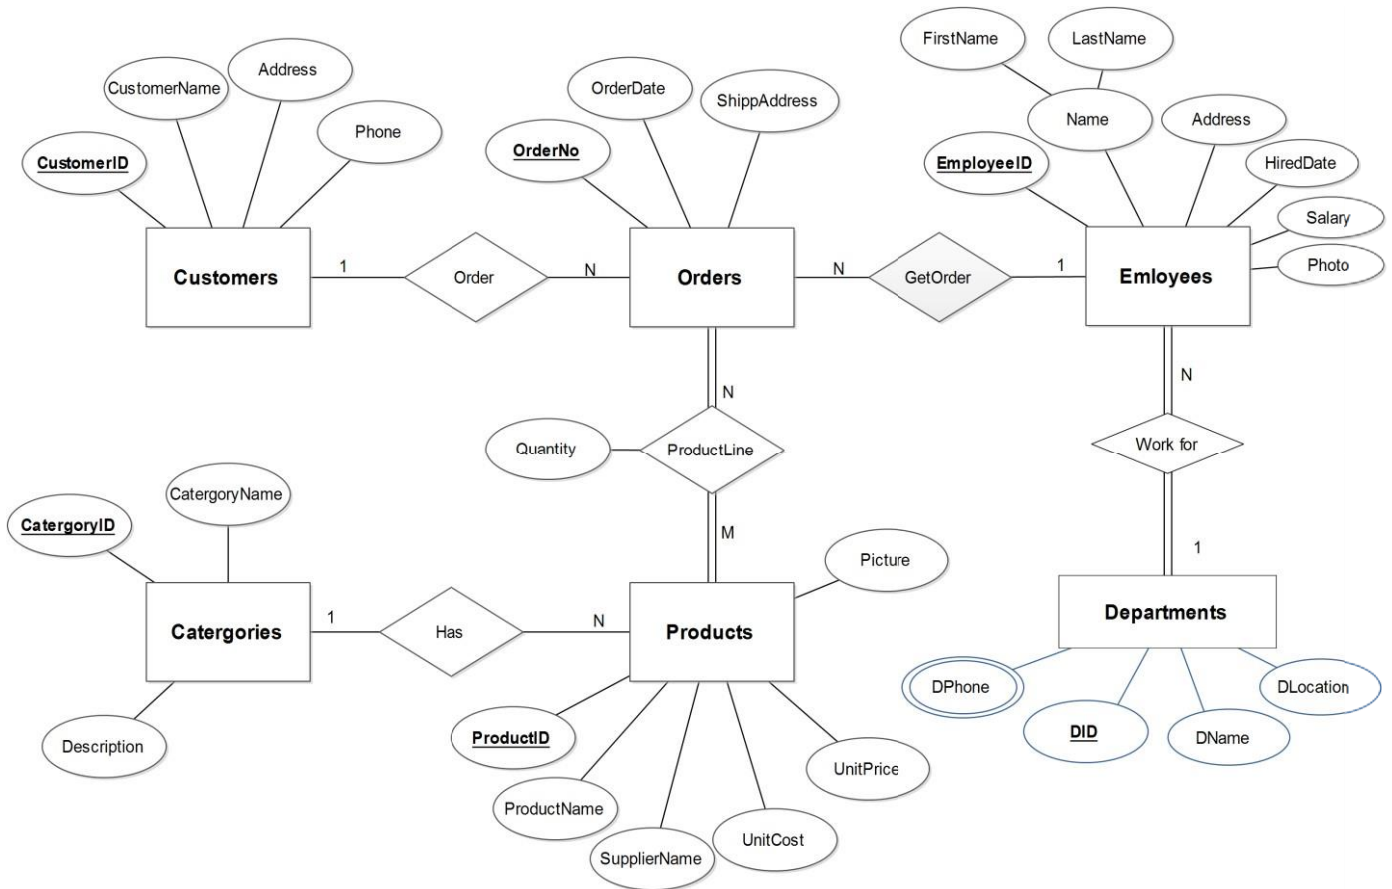 FirstName
LastName
CustomerName
Address
OrderDate
ShippAddress
Name
Address
Phone
CustomerID
OrderNo
EmployeeID
HiredDate
Salary
Photo
Customers
1
Order
N
Orders
N
GetOrder
1
Emloyees
N
N
Quantity
ProductLine
Work for
CatergoryName
CatergoryID
M
1
Picture
Catergories
1
Has
N
Products
Departments
DPhone
DLocation
DID
DName
Description
ProductID
UnitPrice
ProductName
UnitCost
SupplierName